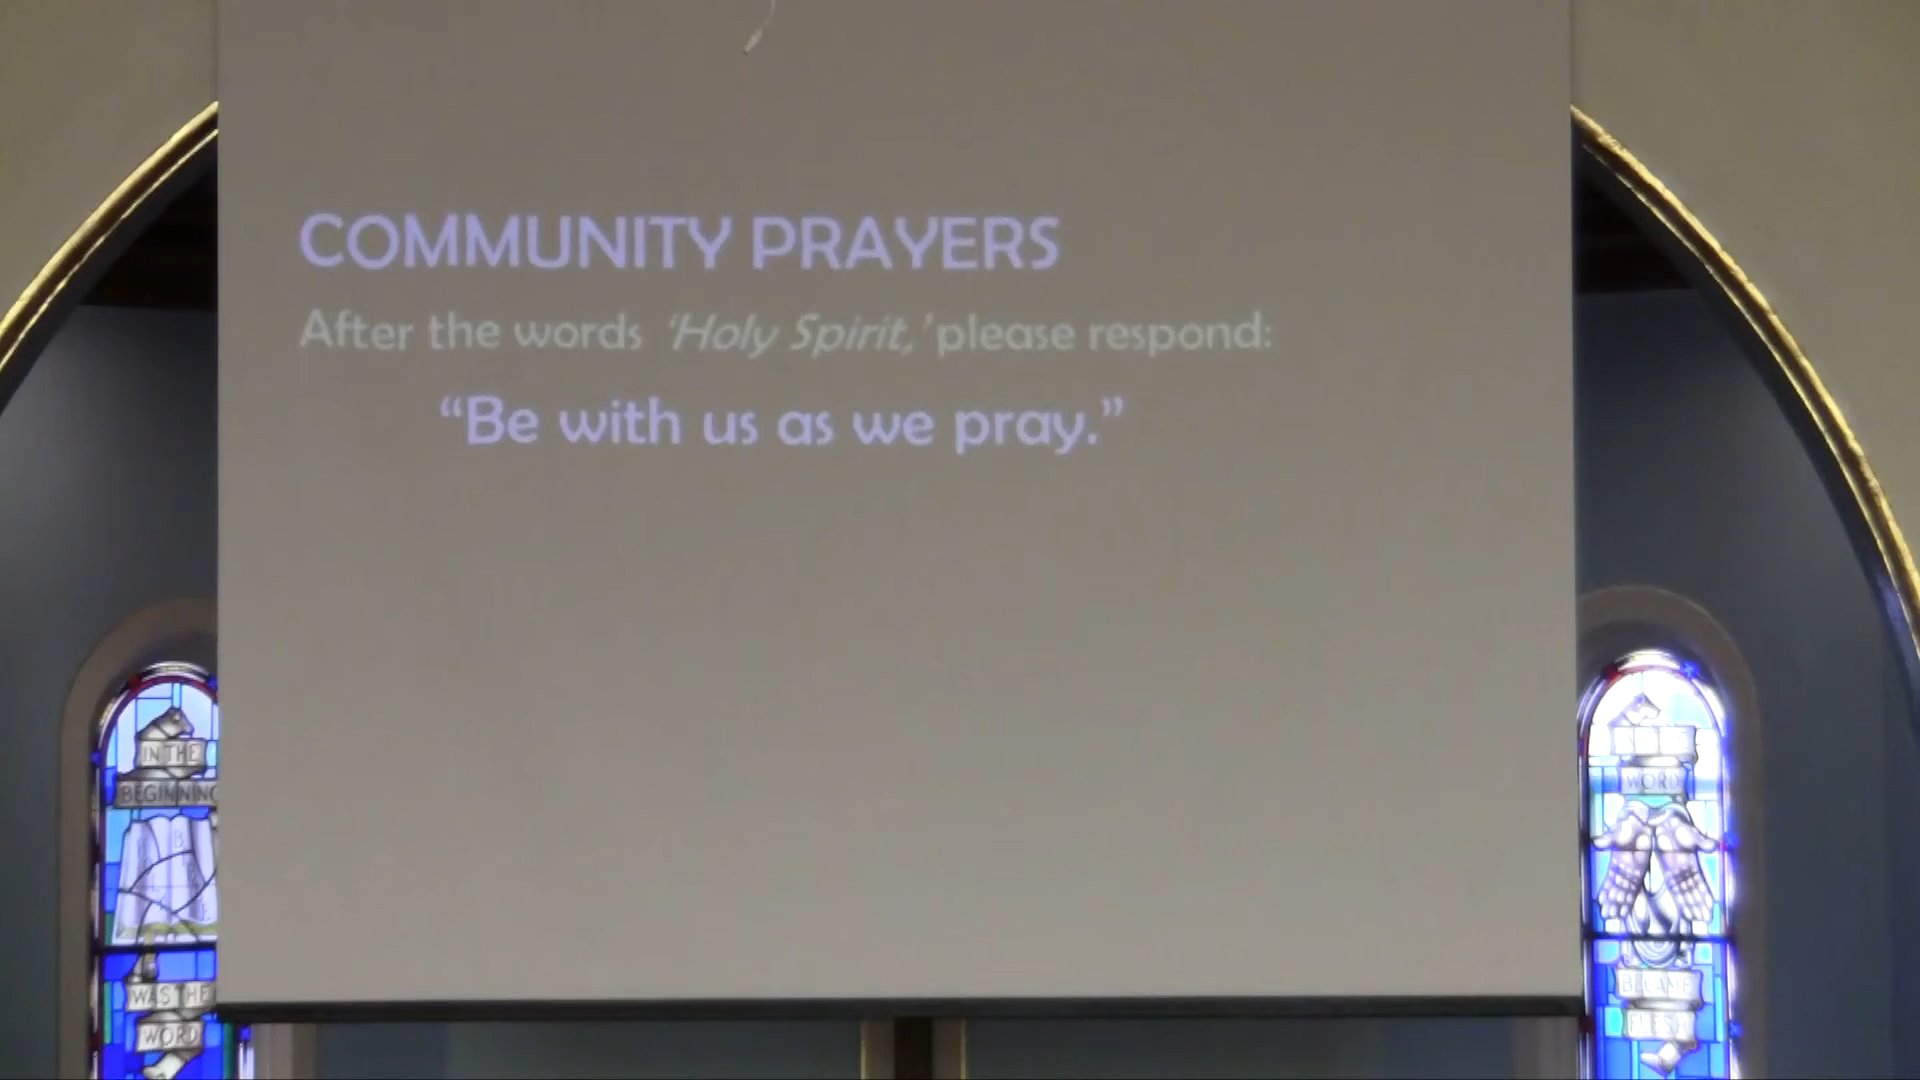 COMMUNITY PRAYERS
After the words 'Holy Spirit,' please respond:
“Be with us as we pray.”
IN THE
BEGINNING
WAS THE
WORD
WORD
BECAME
FLESH